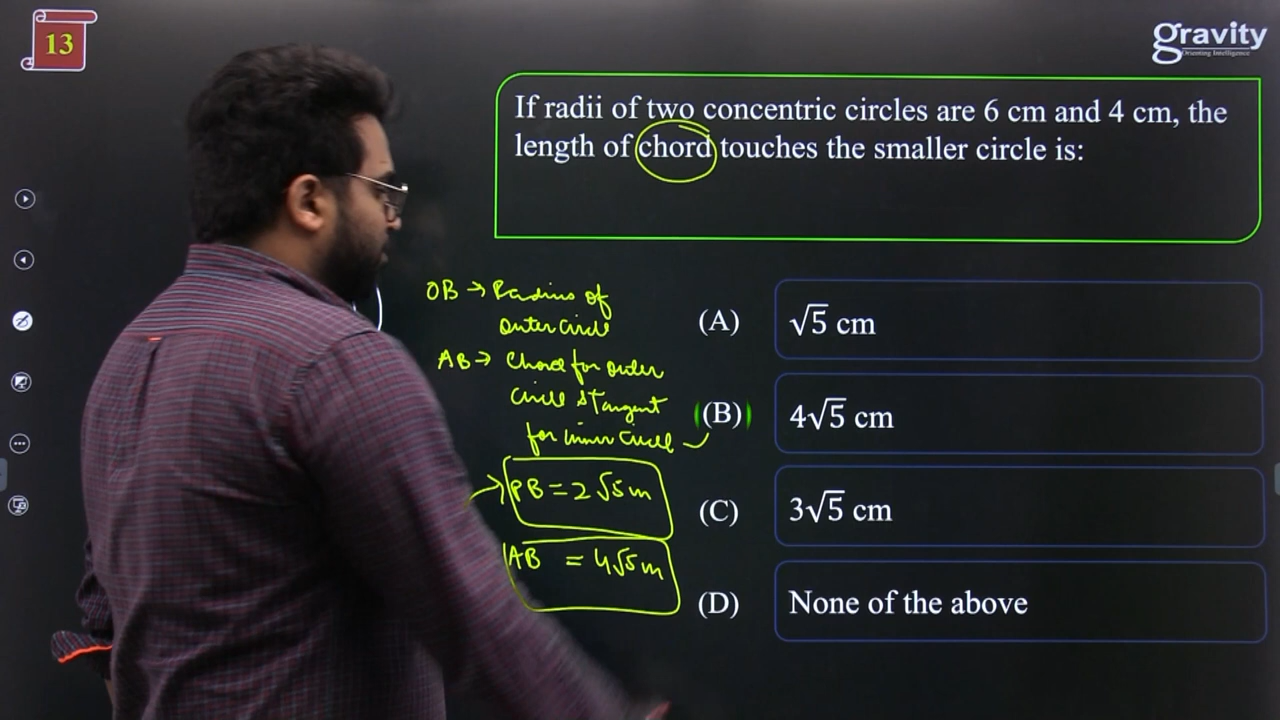 13
gravity
Orienting Intelligence
If radii of two concentric circles are 6 cm and 4 cm, the
length of chord touches the smaller circle is:
OB → Radius of
outer circle
AB → Chord for outer
circle & Tangent
for inner circle
PB = 2√5 m
AB = 4√5 m
(A) √5 cm
(B) 4√5 cm
(C) 3√5 cm
(D) None of the above